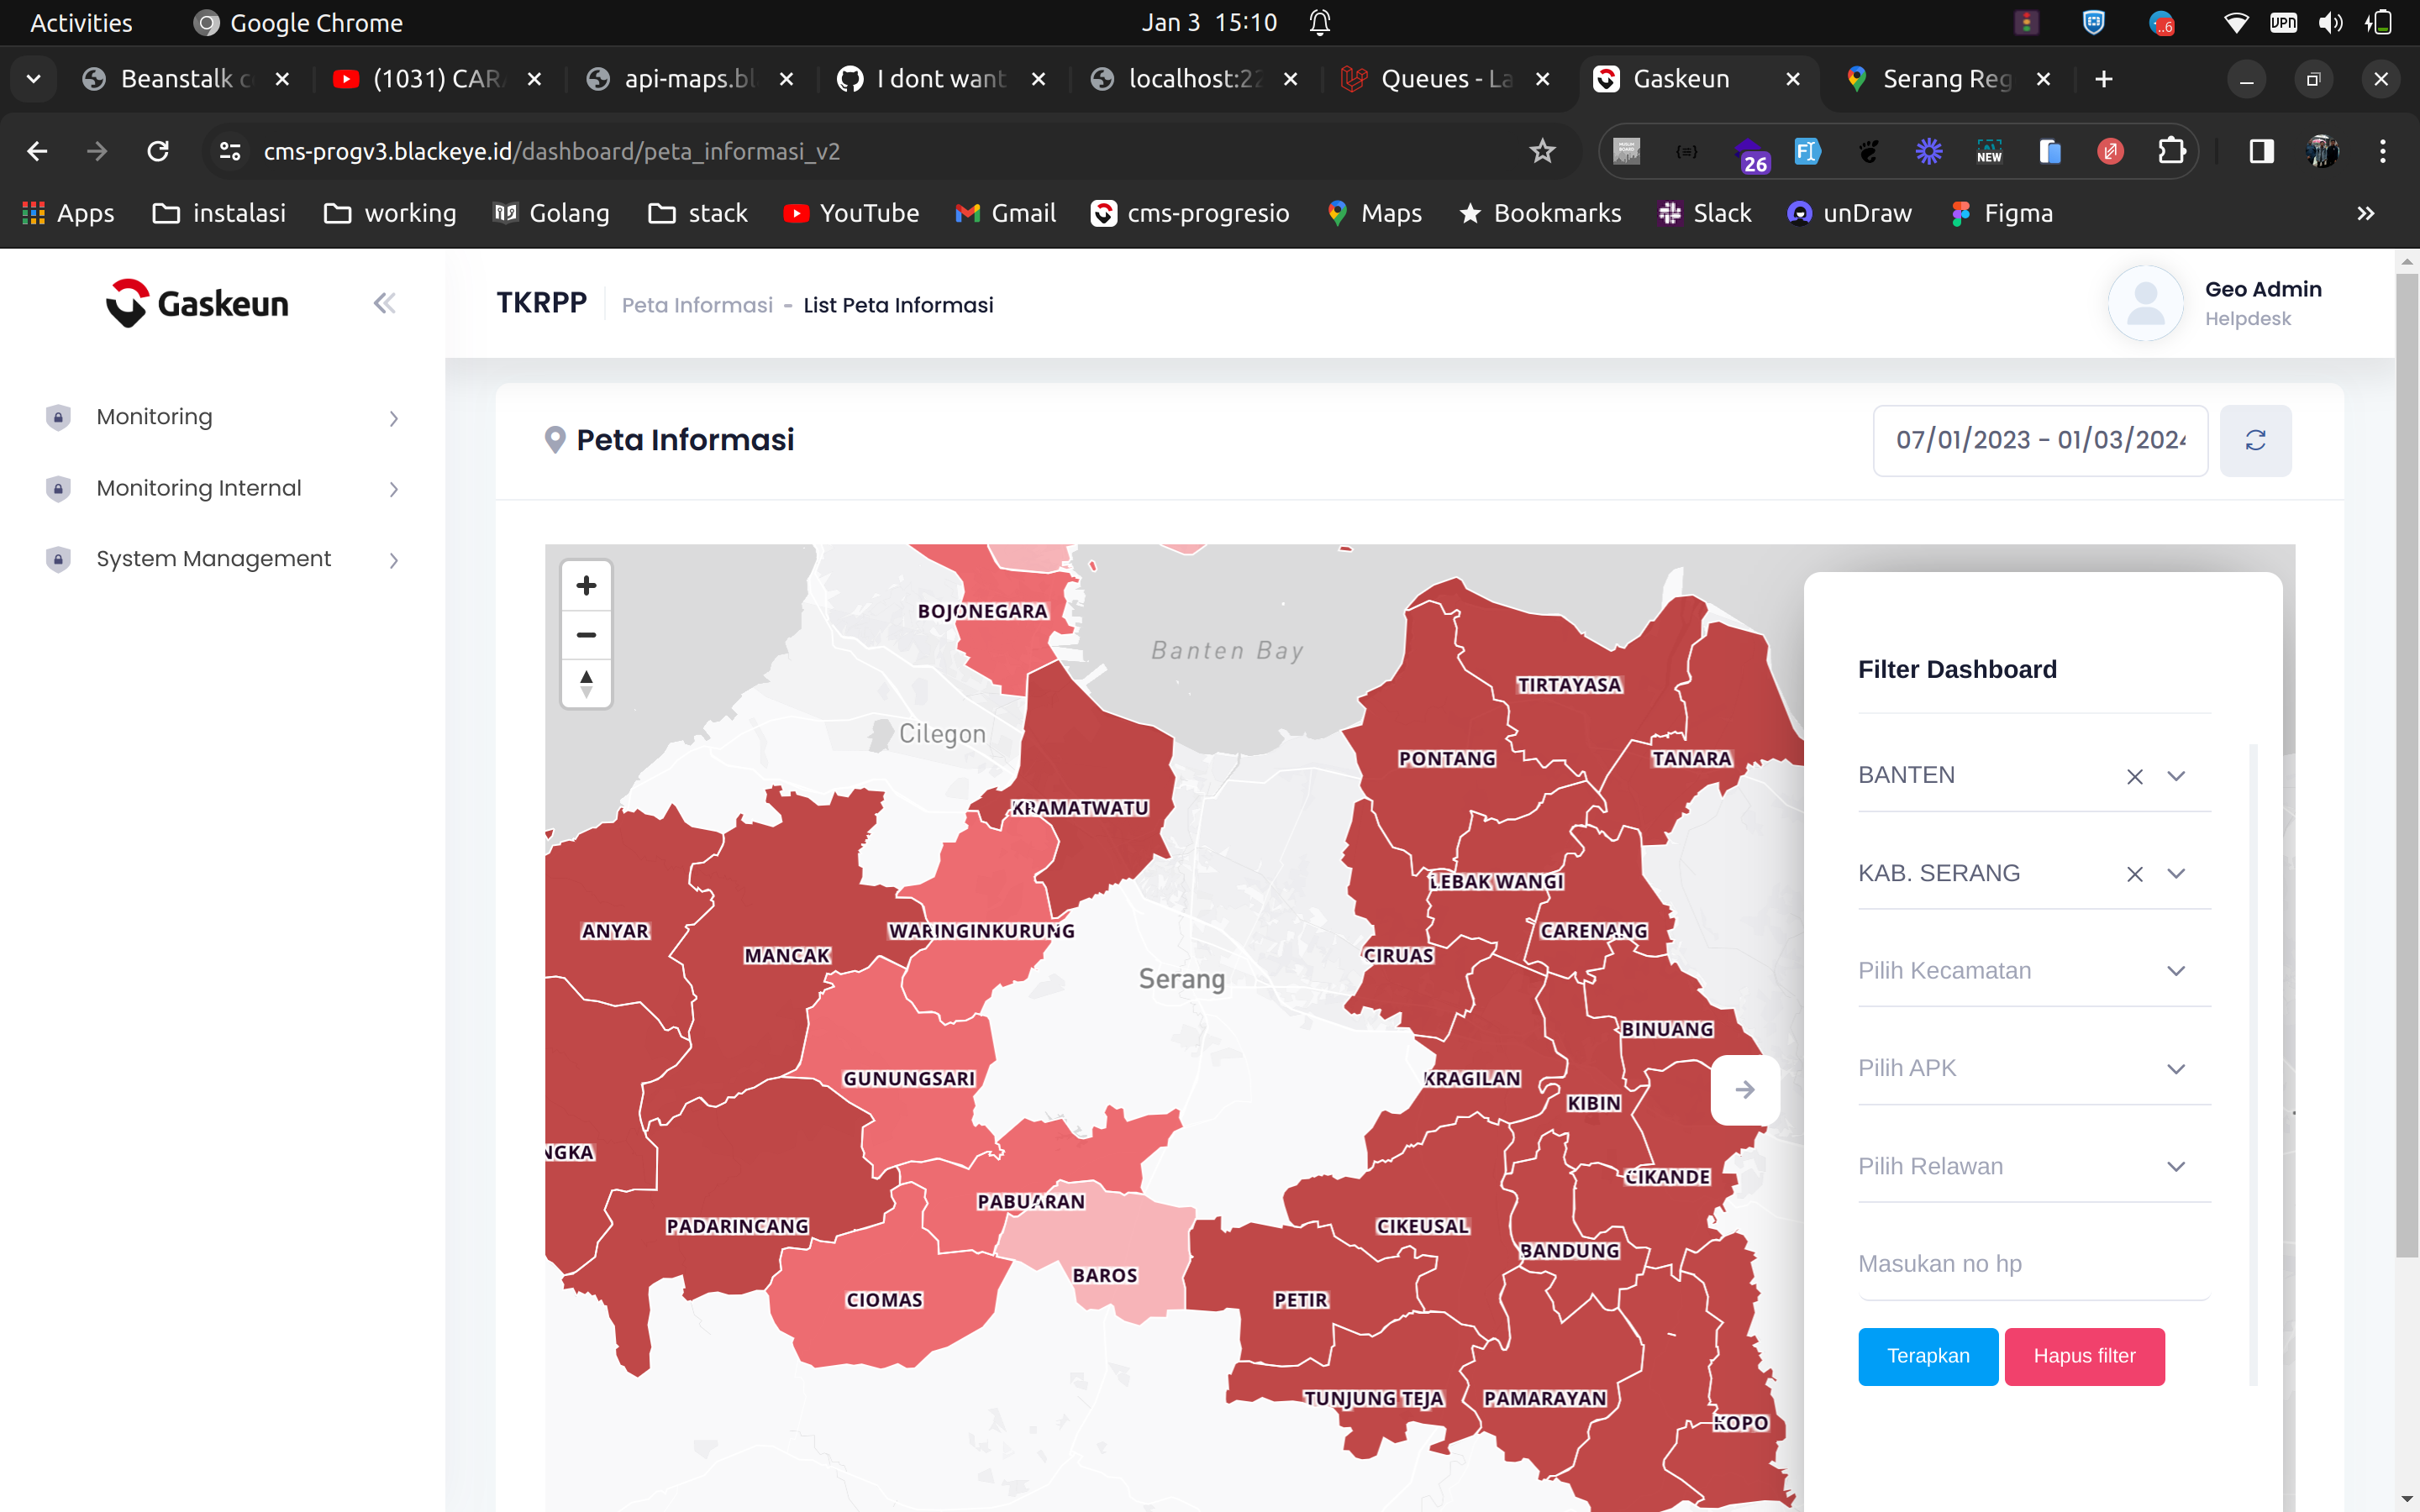 Activities
Google Chrome
Jan 3 15:10
Beanstalk c
(1031) CAR
api-maps.bl
I dont want
localhost:22
Queues - La
Gaskeun
Serang Reg
cms-progv3.blackeye.id/dashboard/peta_informasi_v2
26
NEW
Apps
instalasi
working
Golang
stack
YouTube
Gmail
cms-progresio
Maps
Bookmarks
Slack
unDraw
Figma
Gaskeun
TKRPP
Peta Informasi - List Peta Informasi
Geo Admin
Helpdesk
Monitoring
Monitoring Internal
System Management
Peta Informasi
07/01/2023 - 01/03/2024
BOJONEGARA
Banten Bay
TIRTAYASA
Cilegon
PONTANG
TANARA
KRAMATWATU
LEBAK WANGI
ANYAR
WARINGINKURUNG
CARENANG
MANCAK
CIRUAS
Serang
BINUANG
GUNUNGSARI
KRAGILAN
KIBIN
NGKA
CIKANDE
PABUARAN
PADARINCANG
CIKEUSAL
BANDUNG
BAROS
CIOMAS
PETIR
TUNJUNG TEJA
PAMARAYAN
KOPO
Filter Dashboard
BANTEN
KAB. SERANG
Pilih Kecamatan
Pilih APK
Pilih Relawan
Masukan no hp
Terapkan
Hapus filter